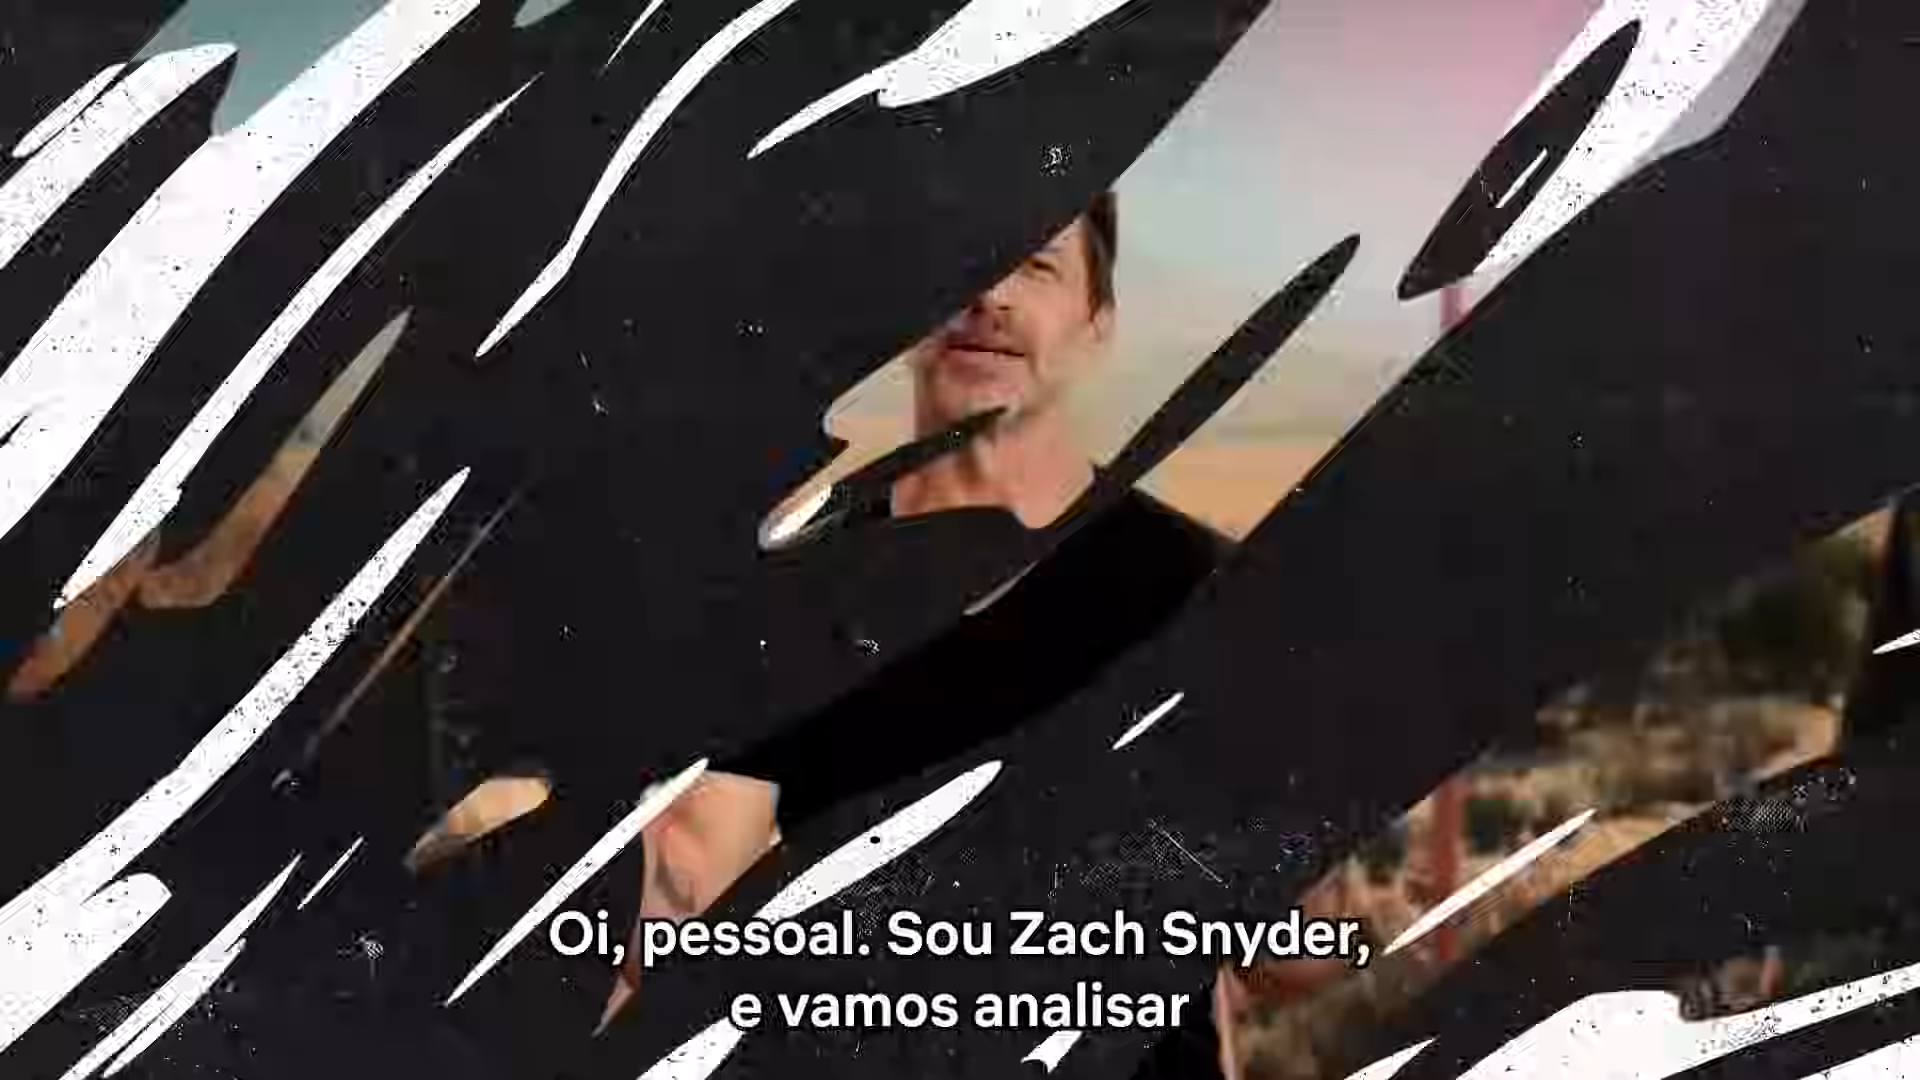 Oi, pessoal. Sou Zach Snyder,
e vamos analisar